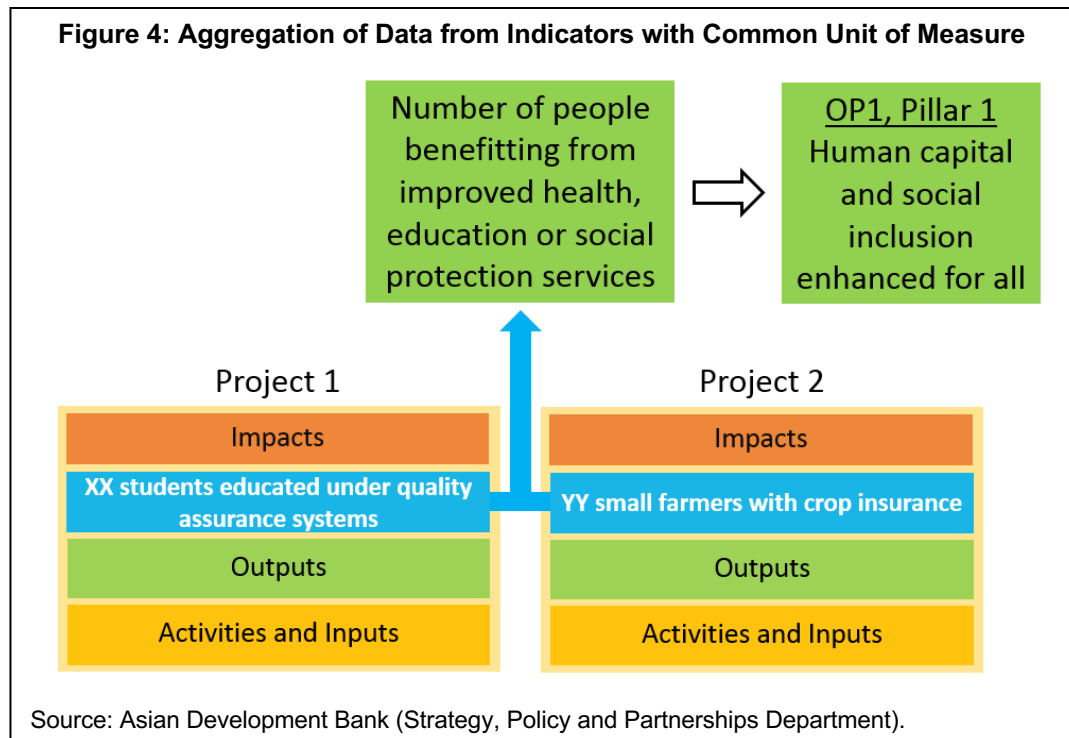 Figure 4: Aggregation of Data from Indicators with Common Unit of Measure
Number of people
benefitting from
improved health,
education or social
protection services
OP1, Pillar 1
Human capital
and social
inclusion
enhanced for all
Project 1
Impacts
XX students educated under quality
assurance systems
Outputs
Activities and Inputs
Project 2
Impacts
YY small farmers with crop insurance
Outputs
Activities and Inputs
Source: Asian Development Bank (Strategy, Policy and Partnerships Department).